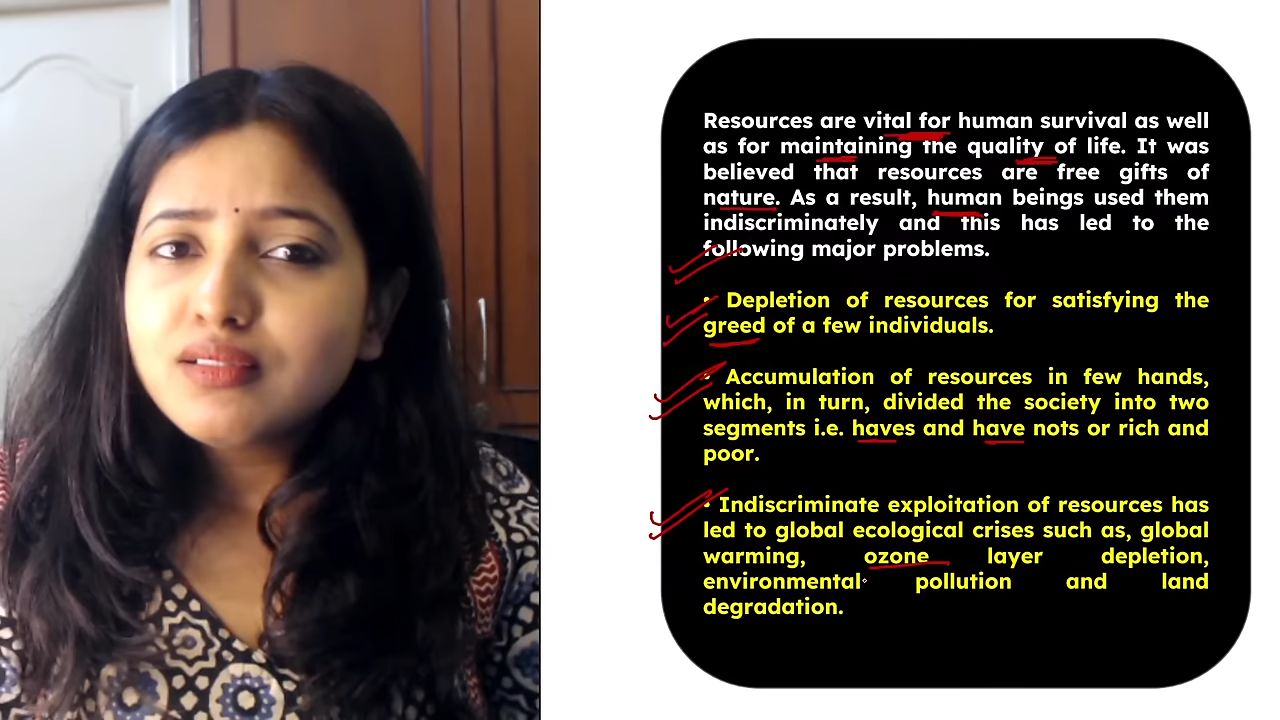 Resources are vital for human survival as well
as for maintaining the quality of life. It was
believed that resources are free gifts of
nature. As a result, human beings used them
indiscriminately and this has led to the
following major problems.
• Depletion of resources for satisfying the
greed of a few individuals.
• Accumulation of resources in few hands,
which, in turn, divided the society into two
segments i.e. haves and have nots or rich and
poor.
• Indiscriminate exploitation of resources has
led to global ecological crises such as, global
warming, ozone layer depletion,
environmental pollution and land
degradation.